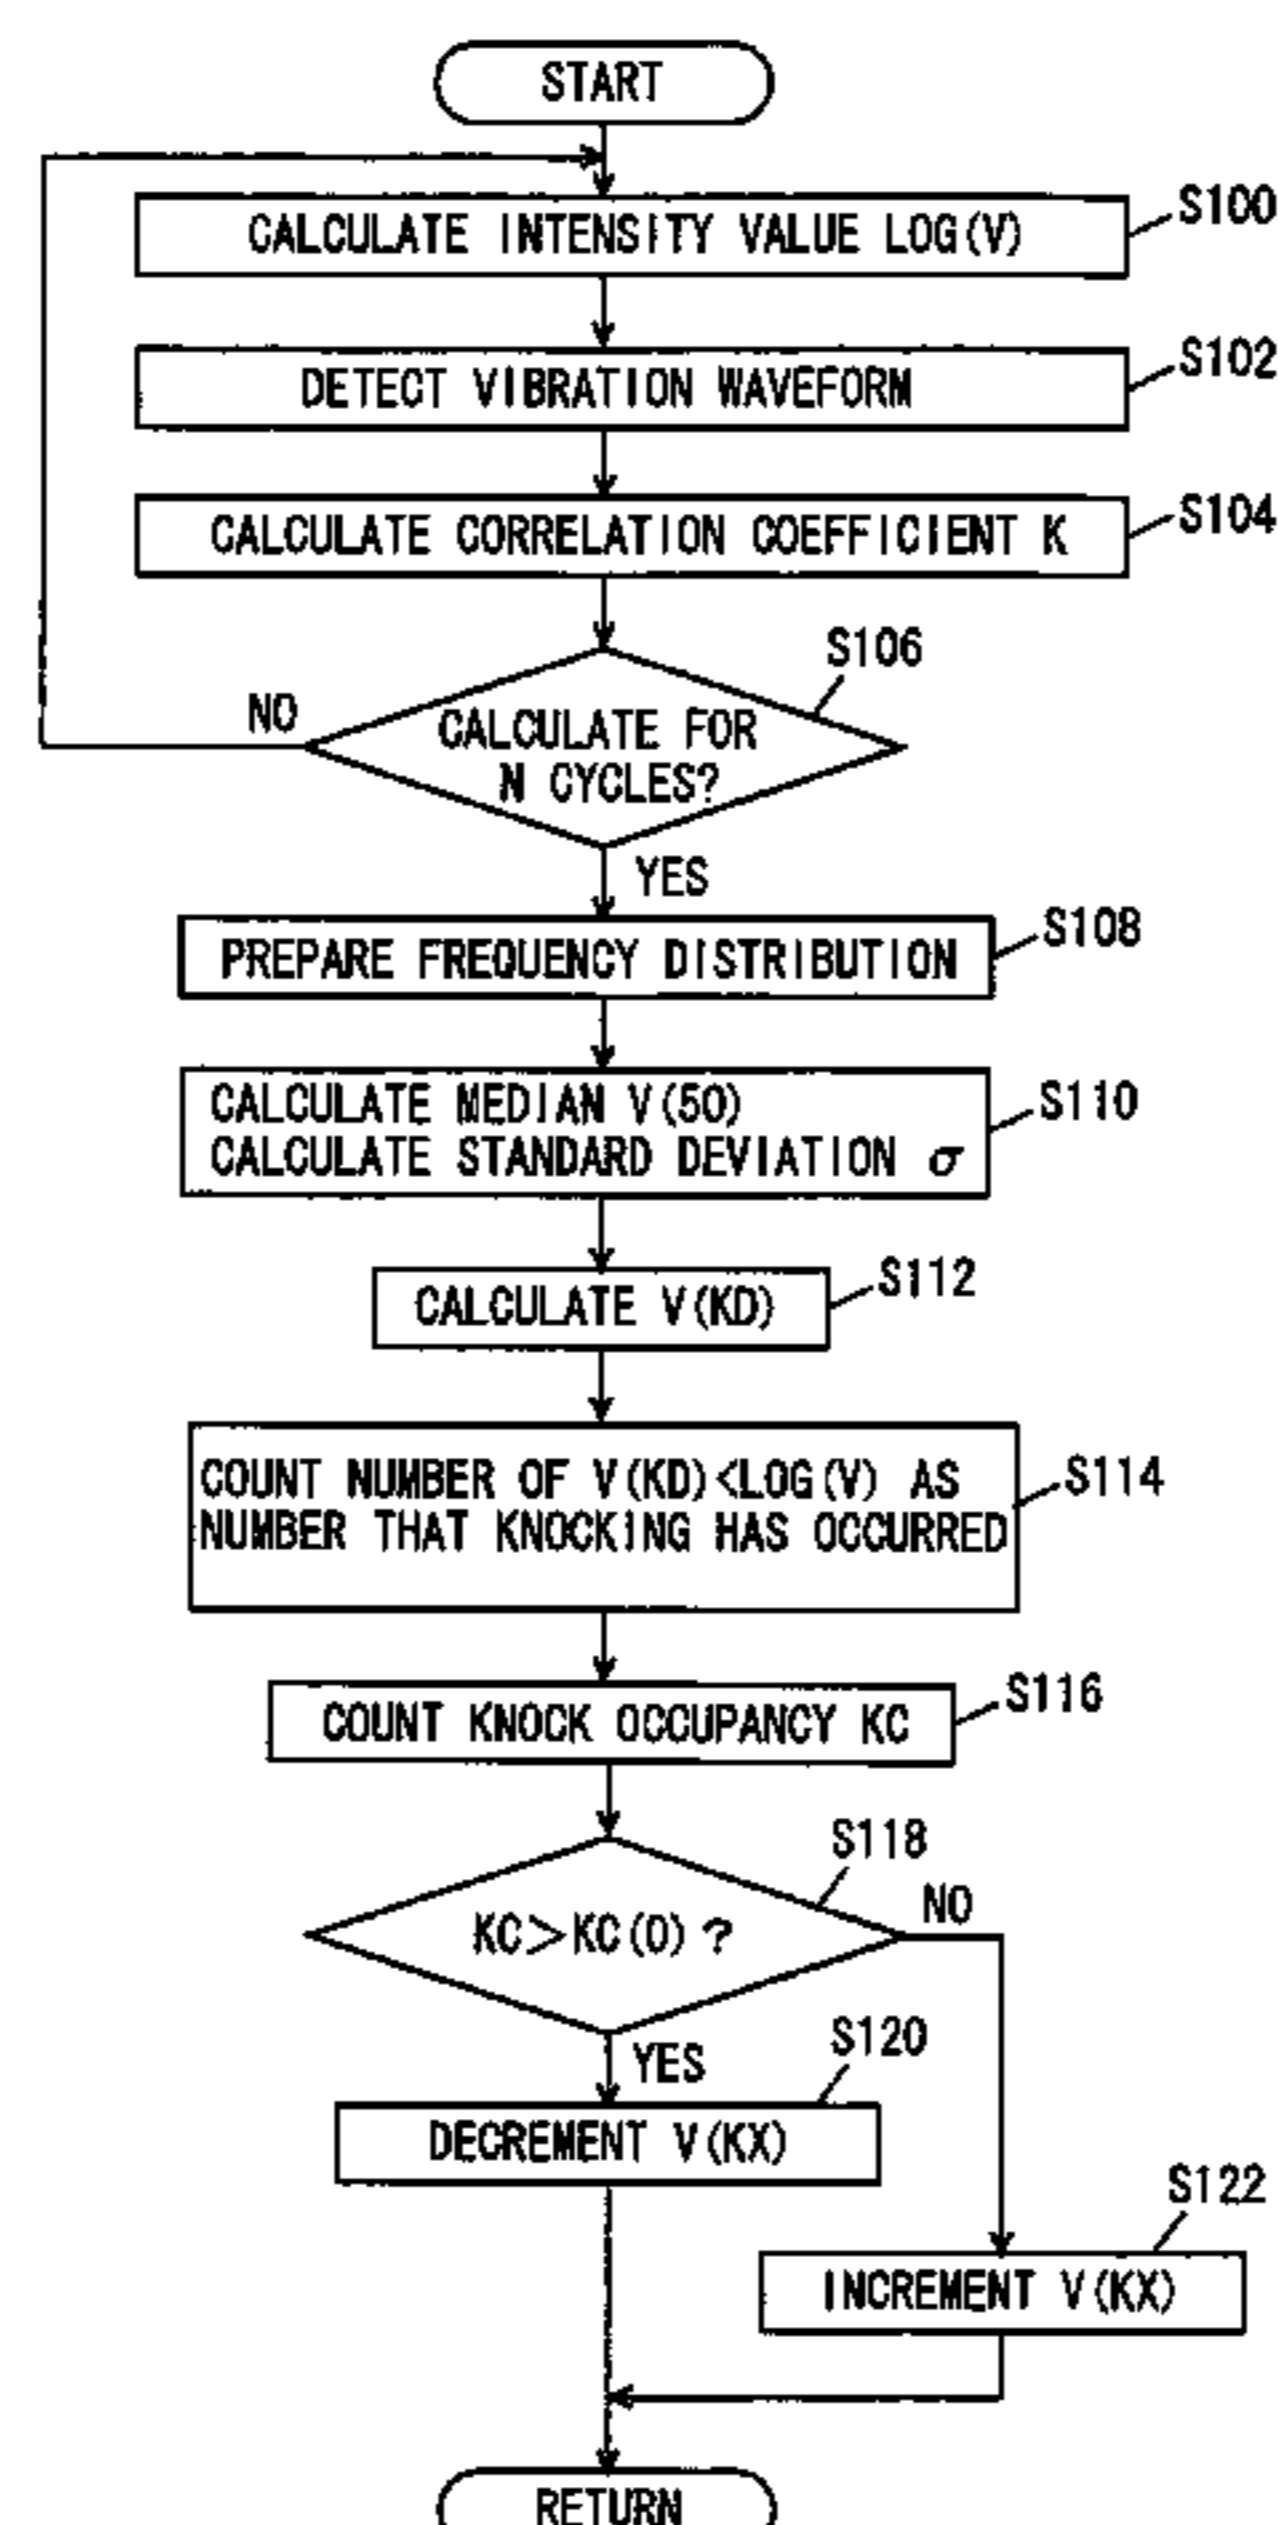 START
CALCULATE INTENSITY VALUE LOG(V)
S100
DETECT VIBRATION WAVEFORM
S102
CALCULATE CORRELATION COEFFICIENT K
S104
S106
NO
CALCULATE FOR
N CYCLES?
YES
PREPARE FREQUENCY DISTRIBUTION
S108
CALCULATE MEDIAN V(50)
CALCULATE STANDARD DEVIATION σ
S110
CALCULATE V(KD)
S112
COUNT NUMBER OF V(KD)<LOG(V) AS
NUMBER THAT KNOCKING HAS OCCURRED
S114
COUNT KNOCK OCCUPANCY KC
S116
S118
KC>KC(0)?
NO
YES
S120
DECREMENT V(KX)
S122
INCREMENT V(KX)
RETURN